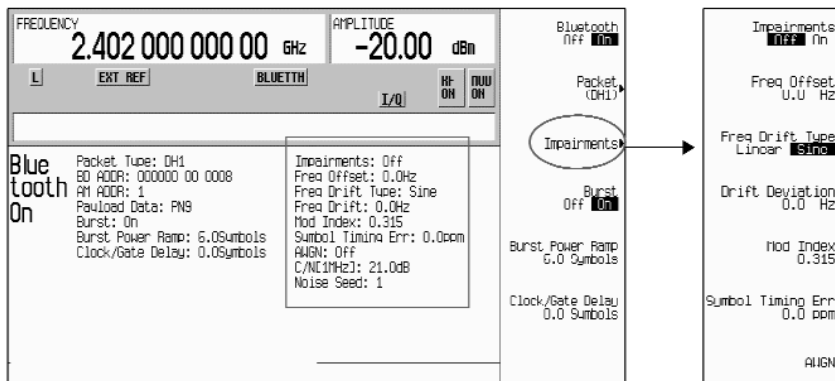 FREQUENCY
2.402 000 000 00 GHz
AMPLITUDE
-20.00 dBm
L
EXT REF
BLUETTH
I/Q
RF ON
MOD ON
Blue
tooth
On
Packet Type: DH1
BD ADDR: 000000 00 0008
AM ADDR: 1
Payload Data: PN9
Burst: On
Burst Power Ramp: 6.0Symbols
Clock/Gate Delay: 0.0Symbols
Impairments: Off
Freq Offset: 0.0Hz
Freq Drift Type: Sine
Freq Drift: 0.0Hz
Mod Index: 0.315
Symbol Timing Err: 0.0ppm
AWGN: Off
C/N[1MHz]: 21.0dB
Noise Seed: 1
Bluetooth
Off On
Packet
(DH1)
Impairments
Burst
Off On
Burst Power Ramp
6.0 Symbols
Clock/Gate Delay
0.0 Symbols
Impairments
Off On
Freq Offset
0.0 Hz
Freq Drift Type
Linear Sine
Drift Deviation
0.0 Hz
Mod Index
0.315
Symbol Timing Err
0.0 ppm
AWGN